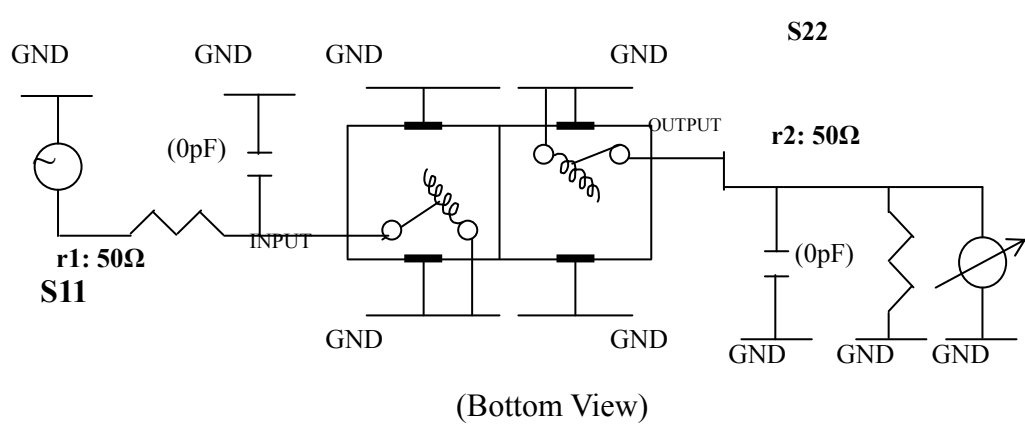 S22
GND
GND
GND
GND
(0pF)
OUTPUT
r2: 50Ω
INPUT
r1: 50Ω
S11
(0pF)
GND
GND
GND
GND
GND
(Bottom View)